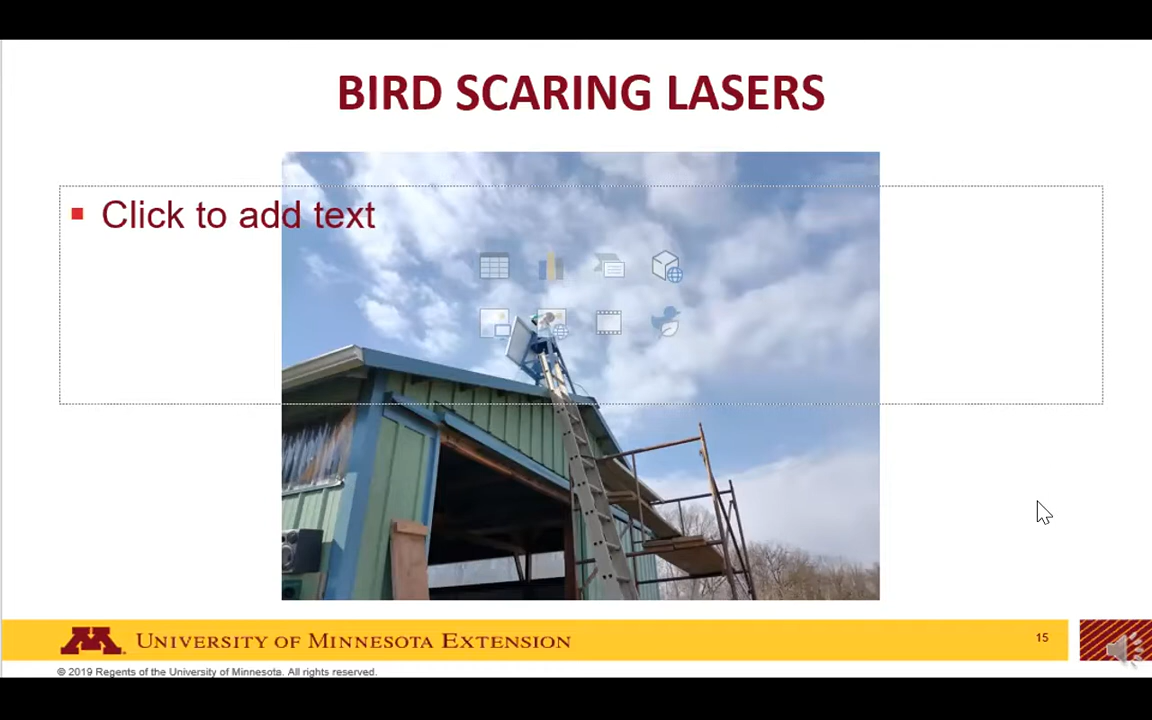 BIRD SCARING LASERS
Click to add text
UNIVERSITY OF MINNESOTA EXTENSION
15
© 2019 Regents of the University of Minnesota. All rights reserved.